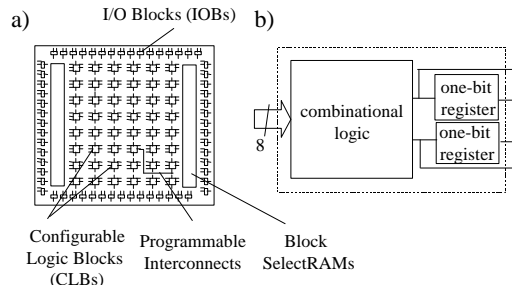 a)
I/O Blocks (IOBs)
b)
combinational
logic
8
one-bit
register
one-bit
register
Configurable
Logic Blocks
(CLBs)
Programmable
Interconnects
Block
SelectRAMs